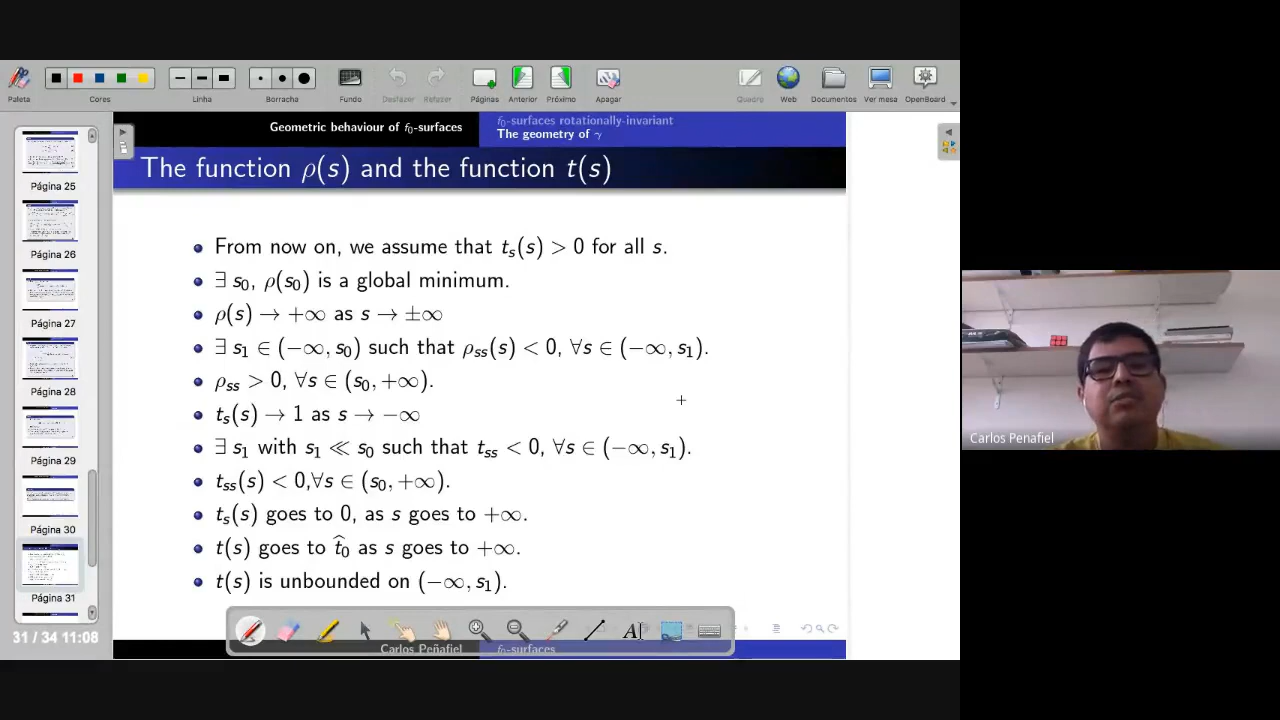 Paleta
Cores
Linha
Borracha
Fundo
Desfazer
Refazer
Páginas
Anterior
Próximo
Apagar
Quadro
Web
Documentos
Ver mesa
OpenBoard
Página 25
Página 26
Página 27
Página 28
Página 29
Página 30
Página 31
31 / 34 11:08
Geometric behaviour of f₀-surfaces
f₀-surfaces rotationally-invariant
The geometry of γ
The function ρ(s) and the function t(s)
From now on, we assume that tₛ(s) > 0 for all s.
∃ s₀, ρ(s₀) is a global minimum.
ρ(s) → +∞ as s → ±∞
∃ s₁ ∈ (−∞, s₀) such that ρₛₛ(s) < 0, ∀s ∈ (−∞, s₁).
ρₛₛ > 0, ∀s ∈ (s₀, +∞).
tₛ(s) → 1 as s → −∞
∃ s₁ with s₁ ≪ s₀ such that tₛₛ < 0, ∀s ∈ (−∞, s₁).
tₛₛ(s) < 0,∀s ∈ (s₀, +∞).
tₛ(s) goes to 0, as s goes to +∞.
t(s) goes to t̂₀ as s goes to +∞.
t(s) is unbounded on (−∞, s₁).
Carlos Peñafiel
f₀-surfaces
Carlos Penafiel